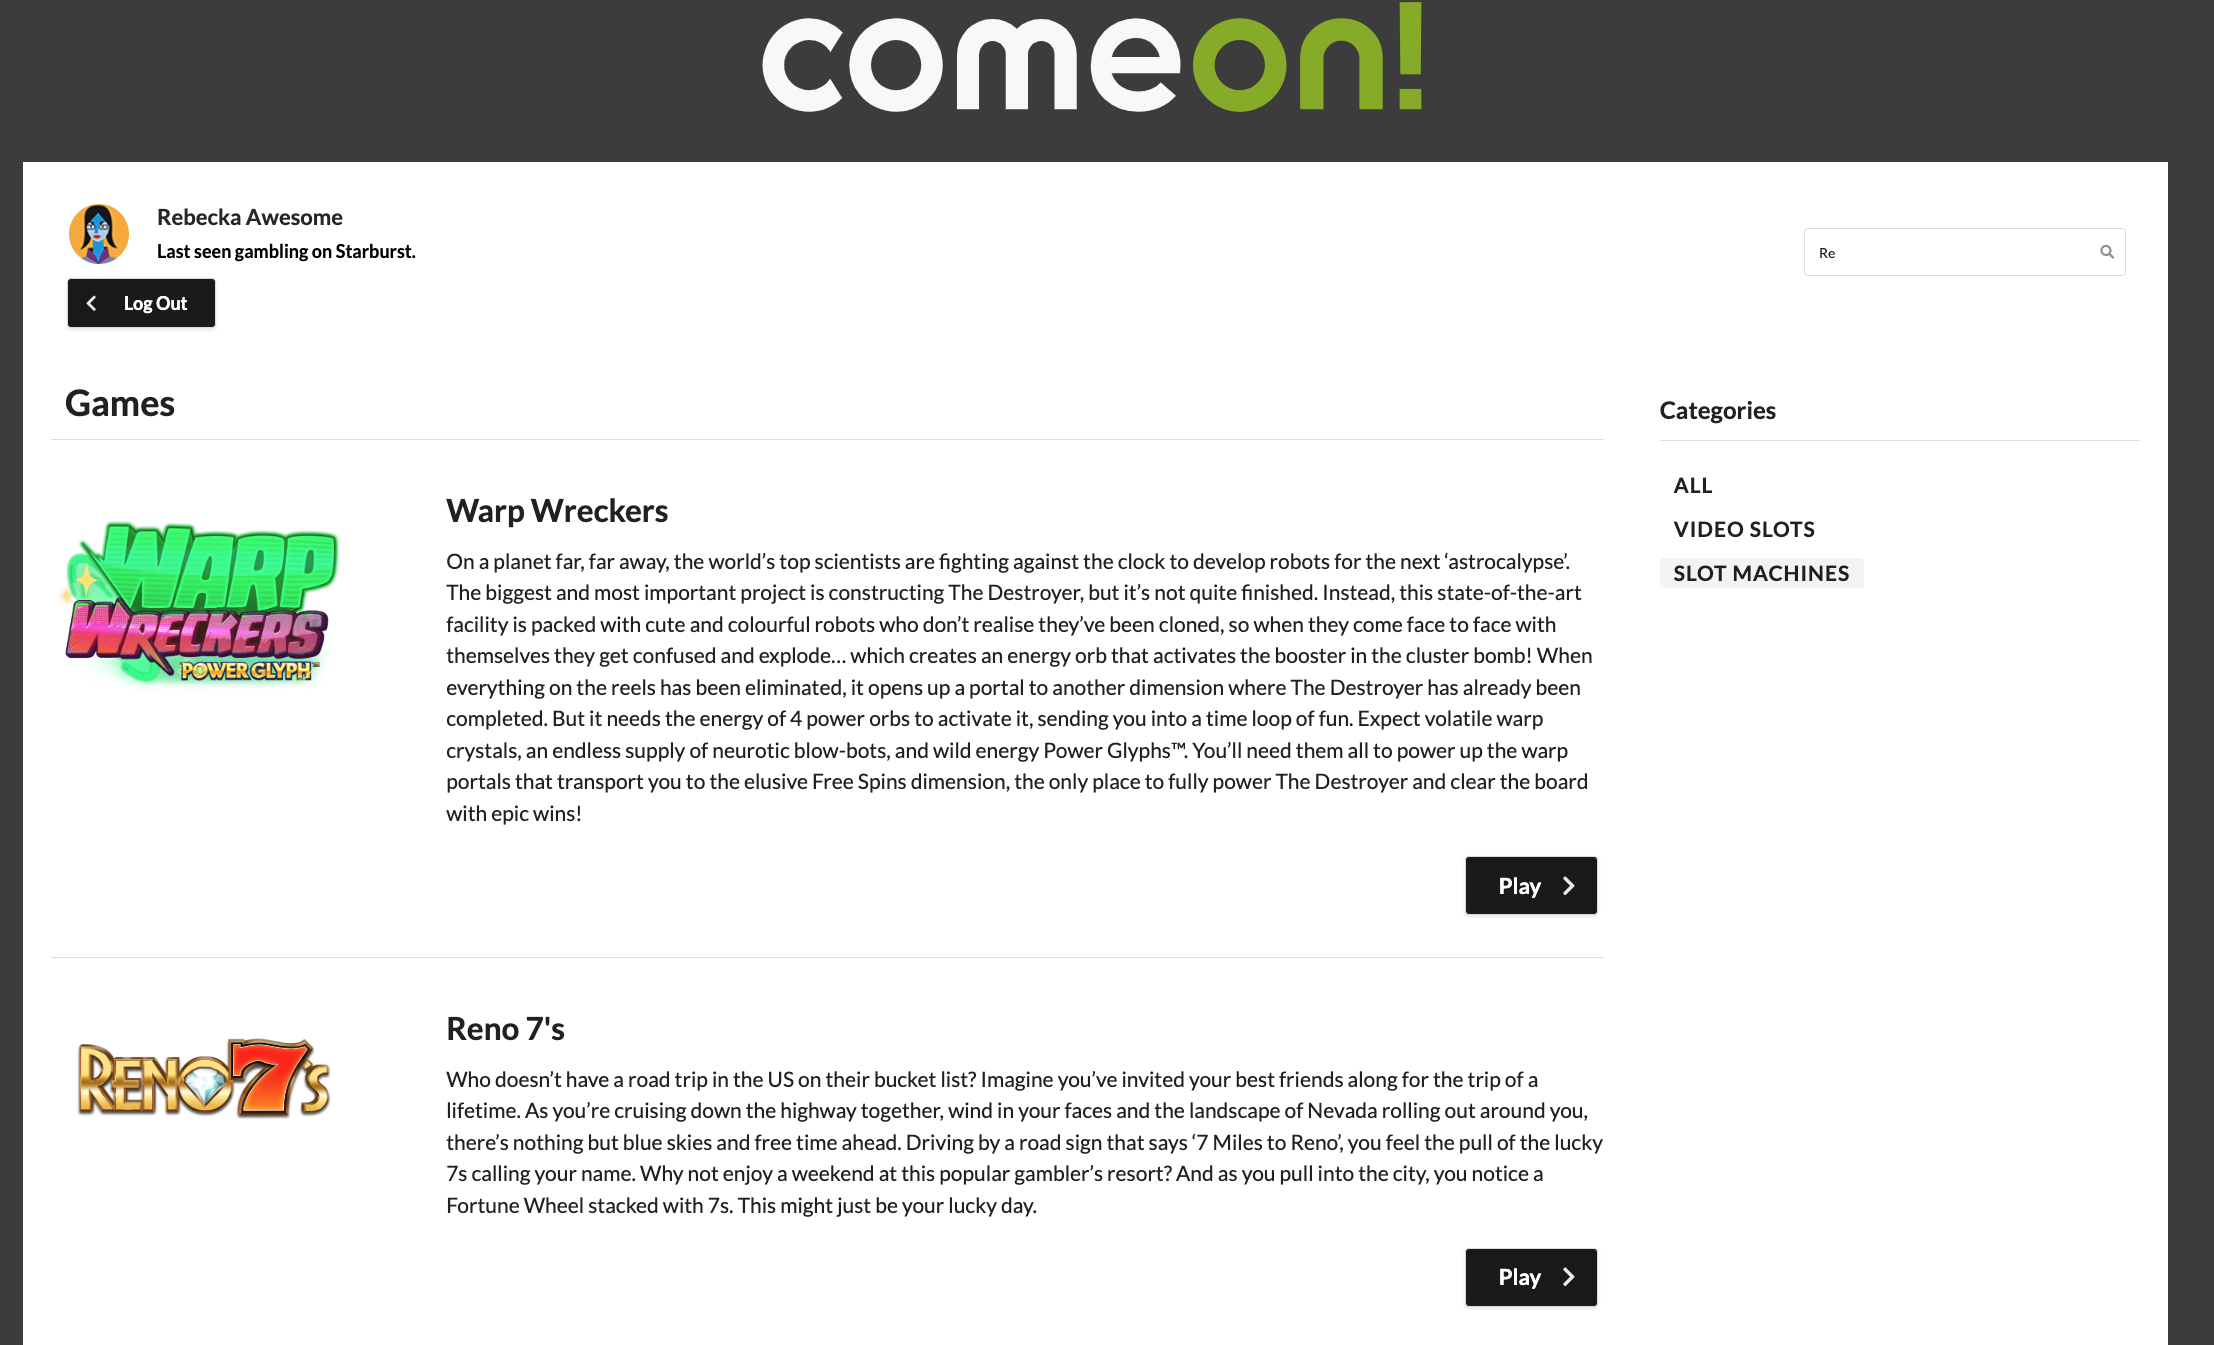 comeon!
Rebecka Awesome
Last seen gambling on Starburst.
Re
Log Out
Games
Categories
ALL
VIDEO SLOTS
SLOT MACHINES
WARP
WRECKERS
POWER GLYPH™
Warp Wreckers
On a planet far, far away, the world’s top scientists are fighting against the clock to develop robots for the next ‘astrocalypse’.
The biggest and most important project is constructing The Destroyer, but it’s not quite finished. Instead, this state-of-the-art
facility is packed with cute and colourful robots who don’t realise they’ve been cloned, so when they come face to face with
themselves they get confused and explode… which creates an energy orb that activates the booster in the cluster bomb! When
everything on the reels has been eliminated, it opens up a portal to another dimension where The Destroyer has already been
completed. But it needs the energy of 4 power orbs to activate it, sending you into a time loop of fun. Expect volatile warp
crystals, an endless supply of neurotic blow-bots, and wild energy Power Glyphs™. You’ll need them all to power up the warp
portals that transport you to the elusive Free Spins dimension, the only place to fully power The Destroyer and clear the board
with epic wins!
Play
RENO 7's
Reno 7's
Who doesn’t have a road trip in the US on their bucket list? Imagine you’ve invited your best friends along for the trip of a
lifetime. As you’re cruising down the highway together, wind in your faces and the landscape of Nevada rolling out around you,
there’s nothing but blue skies and free time ahead. Driving by a road sign that says ‘7 Miles to Reno’, you feel the pull of the lucky
7s calling your name. Why not enjoy a weekend at this popular gambler’s resort? And as you pull into the city, you notice a
Fortune Wheel stacked with 7s. This might just be your lucky day.
Play